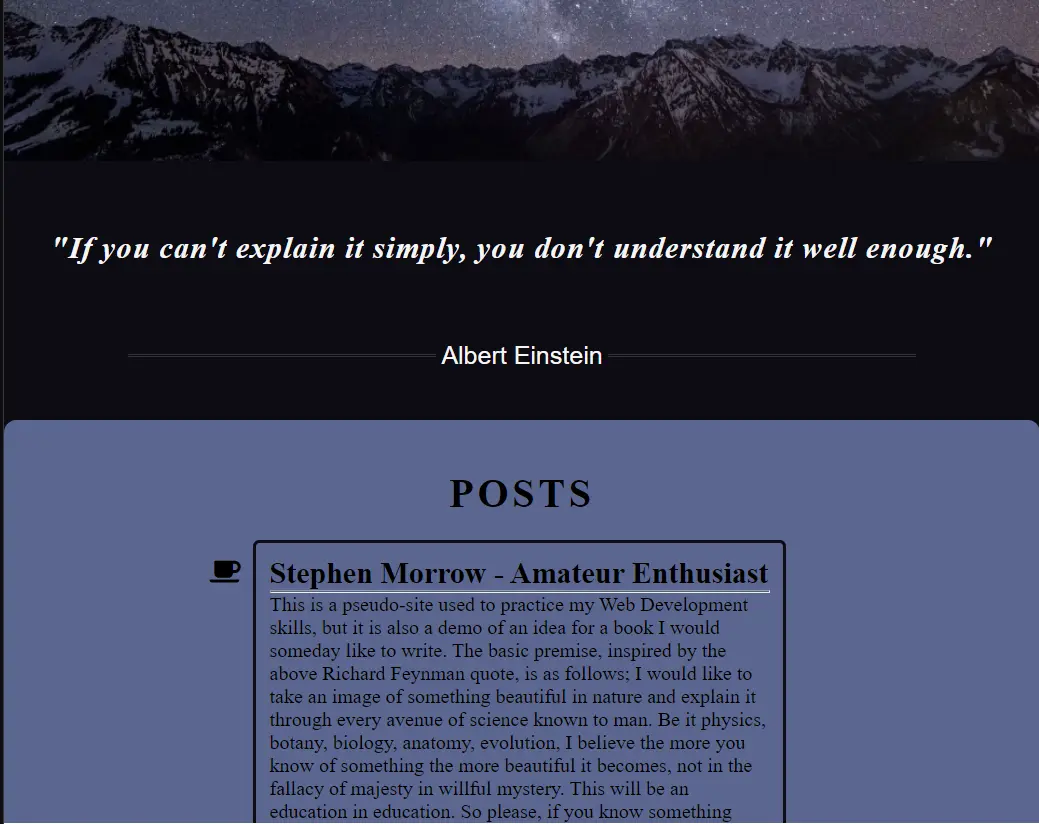 "If you can't explain it simply, you don't understand it well enough."
Albert Einstein
POSTS
Stephen Morrow - Amateur Enthusiast
This is a pseudo-site used to practice my Web Development
skills, but it is also a demo of an idea for a book I would
someday like to write. The basic premise, inspired by the
above Richard Feynman quote, is as follows; I would like to
take an image of something beautiful in nature and explain it
through every avenue of science known to man. Be it physics,
botany, biology, anatomy, evolution, I believe the more you
know of something the more beautiful it becomes, not in the
fallacy of majesty in willful mystery. This will be an
education in education. So please, if you know something